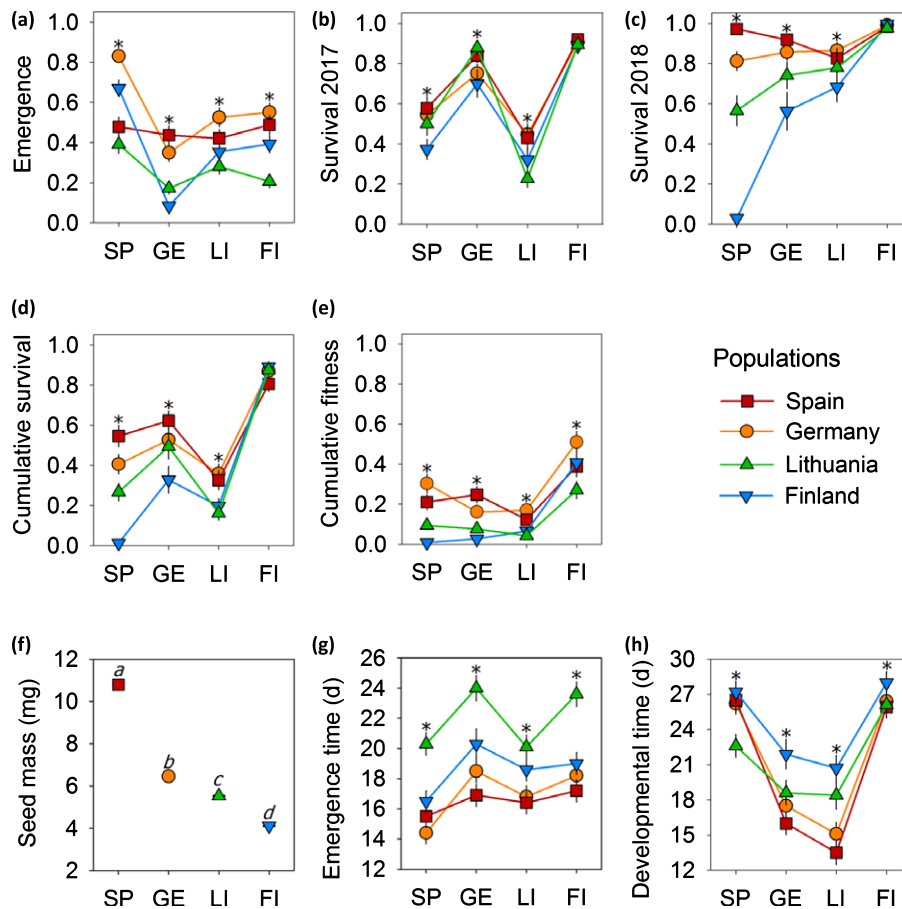 (a)
Emergence
1.0
0.8
0.6
0.4
0.2
0.0
* * * *
SP GE LI FI
(b)
Survival 2017
1.0
0.8
0.6
0.4
0.2
0.0
* * *
SP GE LI FI
(c)
Survival 2018
1.0
0.8
0.6
0.4
0.2
0.0
* * *
SP GE LI FI
(d)
Cumulative survival
1.0
0.8
0.6
0.4
0.2
0.0
* * *
SP GE LI FI
(e)
Cumulative fitness
1.0
0.8
0.6
0.4
0.2
0.0
* * * *
SP GE LI FI
Populations
Spain
Germany
Lithuania
Finland
(f)
Seed mass (mg)
12
10
8
6
4
2
a
b
c
d
SP GE LI FI
(g)
Emergence time (d)
26
24
22
20
18
16
14
12
* * * *
SP GE LI FI
(h)
Developmental time (d)
30
27
24
21
18
15
12
* * * *
SP GE LI FI